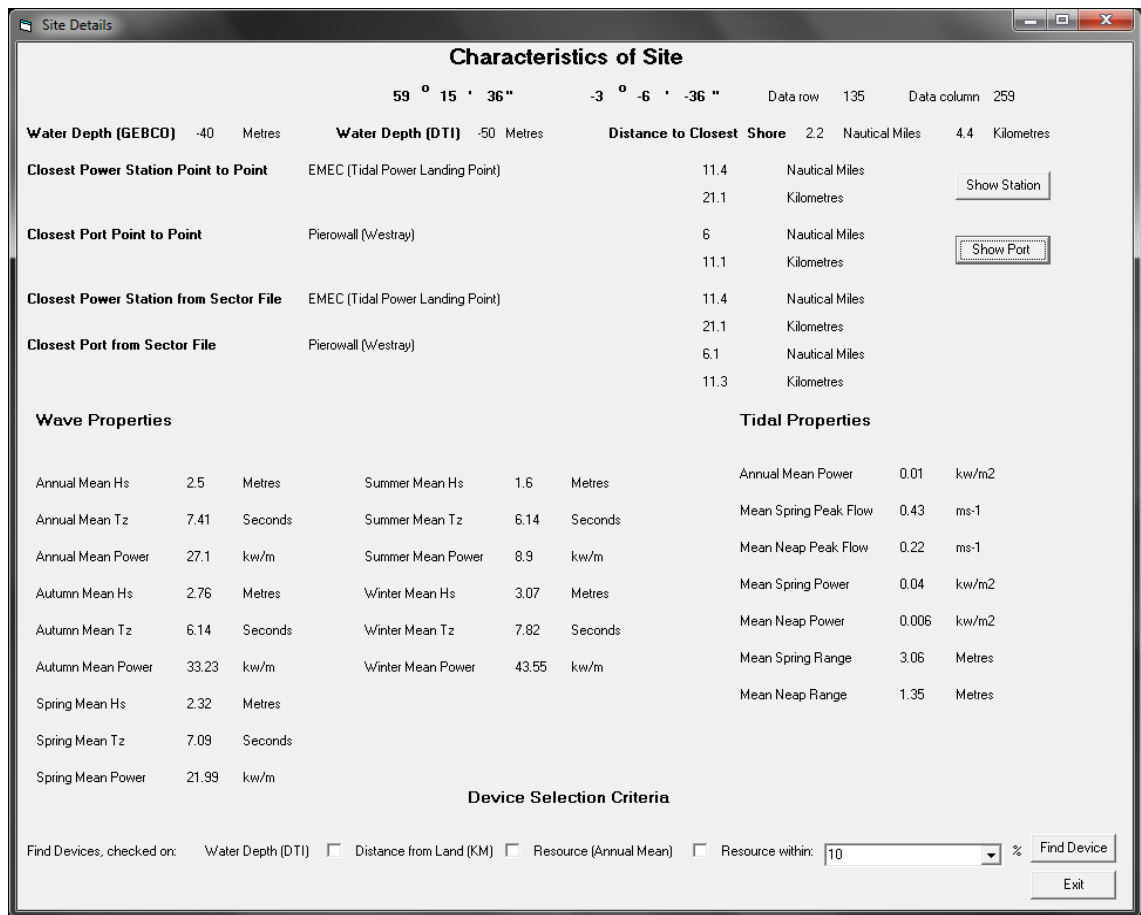 Site Details
Characteristics of Site
59 o 15 ' 36 " -3 o -6 ' -36 " Data row 135 Data column 259
Water Depth (GEBCO) -40 Metres Water Depth (DTI) -50 Metres Distance to Closest Shore 2.2 Nautical Miles 4.4 Kilometres
Closest Power Station Point to Point EMEC (Tidal Power Landing Point) 11.4 Nautical Miles
Show Station
21.1 Kilometres
Closest Port Point to Point Pierowall (Westray) 6 Nautical Miles
Show Port
11.1 Kilometres
Closest Power Station from Sector File EMEC (Tidal Power Landing Point) 11.4 Nautical Miles
21.1 Kilometres
Closest Port from Sector File Pierowall (Westray) 6.1 Nautical Miles
11.3 Kilometres
Wave Properties Tidal Properties
Annual Mean Hs 2.5 Metres Summer Mean Hs 1.6 Metres Annual Mean Power 0.01 kw/m2
Annual Mean Tz 7.41 Seconds Summer Mean Tz 6.14 Seconds Mean Spring Peak Flow 0.43 ms-1
Annual Mean Power 27.1 kw/m Summer Mean Power 8.9 kw/m Mean Neap Peak Flow 0.22 ms-1
Autumn Mean Hs 2.76 Metres Winter Mean Hs 3.07 Metres Mean Spring Power 0.04 kw/m2
Autumn Mean Tz 6.14 Seconds Winter Mean Tz 7.82 Seconds Mean Neap Power 0.006 kw/m2
Autumn Mean Power 33.23 kw/m Winter Mean Power 43.55 kw/m Mean Spring Range 3.06 Metres
Spring Mean Hs 2.32 Metres Mean Neap Range 1.35 Metres
Spring Mean Tz 7.09 Seconds
Spring Mean Power 21.99 kw/m
Device Selection Criteria
Find Devices, checked on: Water Depth (DTI) Distance from Land (KM) Resource (Annual Mean) Resource within: 10 % Find Device
Exit